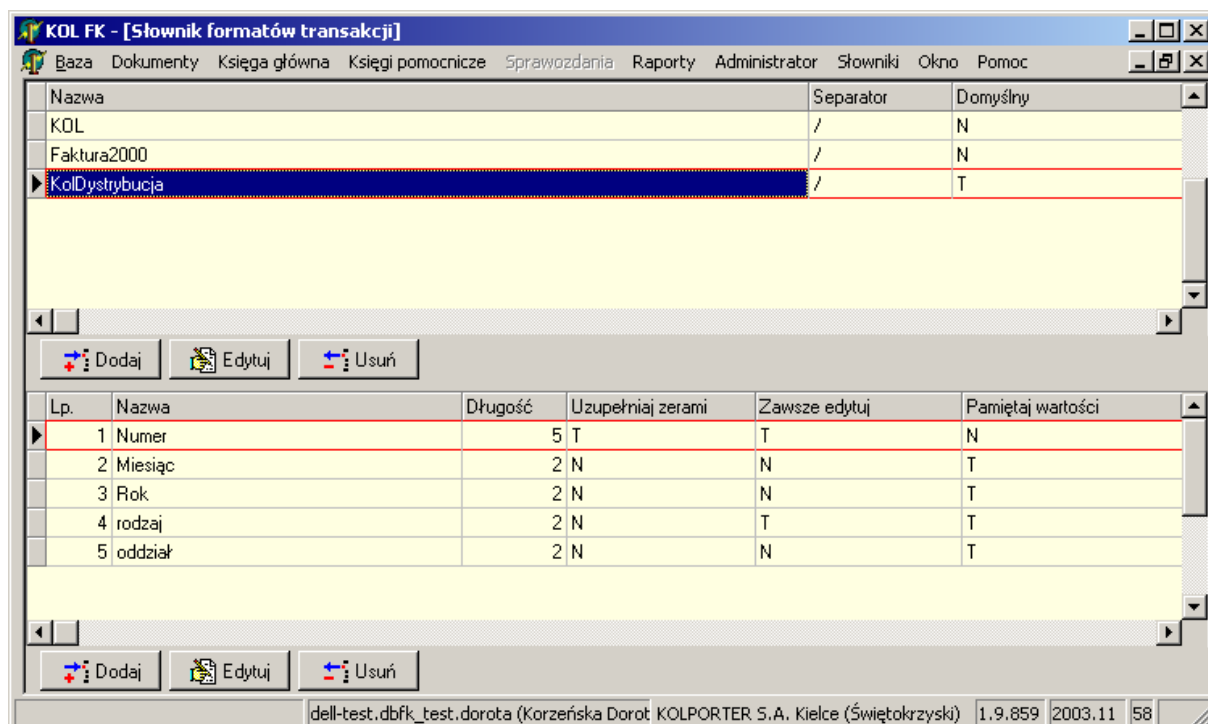 KOL FK - [Słownik formatów transakcji]
Baza Dokumenty Księga główna Księgi pomocnicze Sprawozdania Raporty Administrator Słowniki Okno Pomoc
Nazwa Separator Domyślny
KOL / N
Faktura2000 / N
KolDystrybucja / T
Dodaj Edytuj Usuń
Lp. Nazwa Długość Uzupełniaj zerami Zawsze edytuj Pamiętaj wartości
1 Numer 5 T T N
2 Miesiąc 2 N N T
3 Rok 2 N N T
4 rodzaj 2 N T T
5 oddział 2 N N T
Dodaj Edytuj Usuń
dell-test.dbfk_test.dorota (Korzeńska Dorot KOLPORTER S.A. Kielce (Świętokrzyski) 1.9.859 2003.11 58